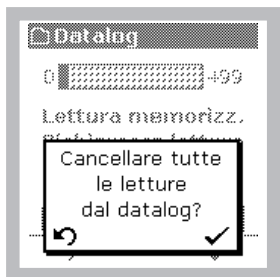 Datalog
0 499
Lettura memorizz.
Cancellare tutte
le letture
dal datalog?